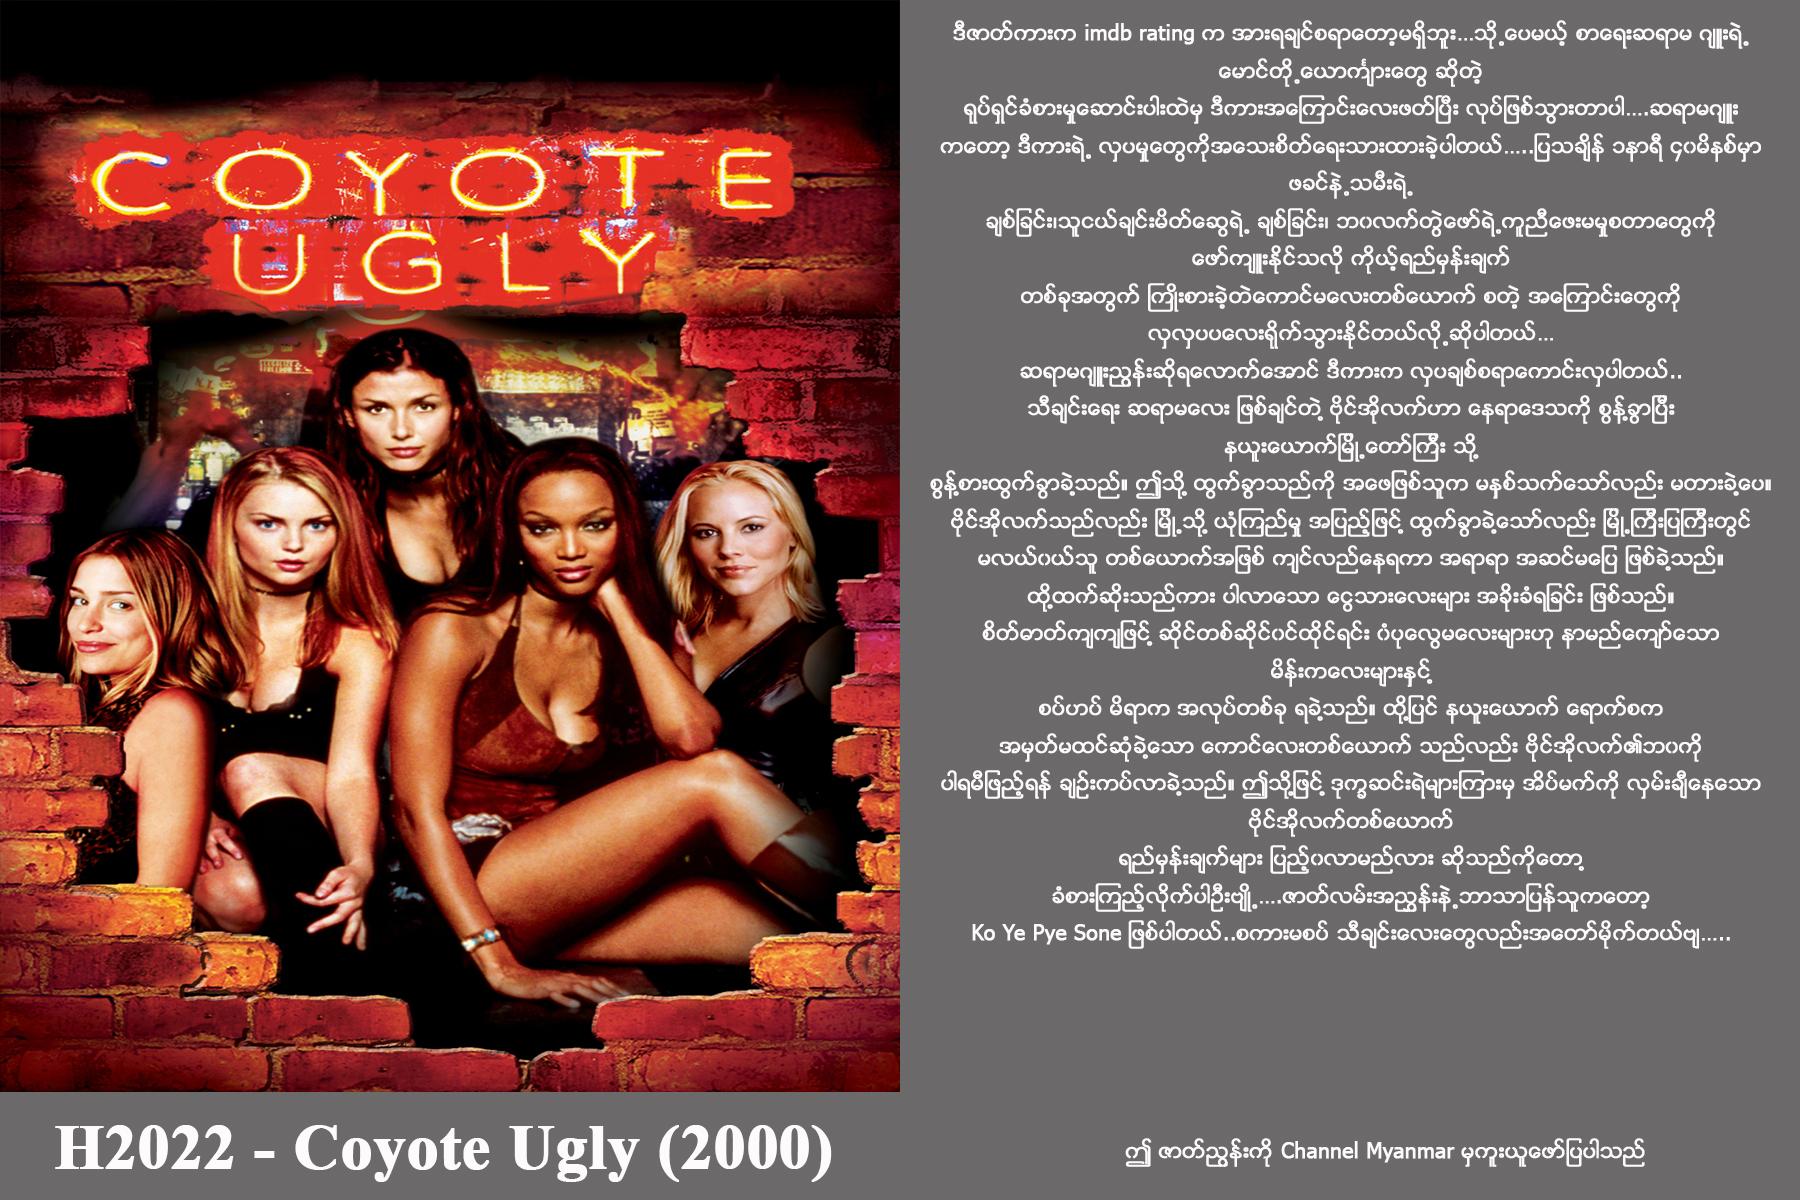 COYOTE
UGLY
H2022 - Coyote Ugly (2000)
ဒီဇာတ်ကားက imdb rating က အားရချင်စရာတော့မရှိဘူး...သို့ပေမယ့် စာရေးဆရာမ ဂျူးရဲ့
မောင်တို့ယောင်္ကျားတွေ ဆိုတဲ့
ရုပ်ရှင်ခံစားမှုဆောင်းပါးထဲမှ ဒီကားအကြောင်းလေးဖတ်ပြီး လုပ်ဖြစ်သွားတာပါ....ဆရာမဂျူး
ကတော့ ဒီကားရဲ့ လှပမှုတွေကိုအသေးစိတ်ရေးသားထားခဲ့ပါတယ်.....ပြသချိန် ၁နာရီ ၄၀မိနစ်မှာ
ဖခင်နဲ့သမီးရဲ့
ချစ်ခြင်း၊သူငယ်ချင်းမိတ်ဆွေရဲ့ ချစ်ခြင်း၊ ဘ၀လက်တွဲဖော်ရဲ့ကူညီဖေးမမှုစတာတွေကို
ဖော်ကျူးနိုင်သလို ကိုယ့်ရည်မှန်းချက်
တစ်ခုအတွက် ကြိုးစားခဲ့တဲကောင်မလေးတစ်ယောက် စတဲ့ အကြောင်းတွေကို
လှလှပပလေးရိုက်သွားနိုင်တယ်လို့ဆိုပါတယ်...
ဆရာမဂျူးညွှန်းဆိုရလောက်အောင် ဒီကားက လှပချစ်စရာကောင်းလှပါတယ်..
သီချင်းရေး ဆရာမလေး ဖြစ်ချင်တဲ့ ဗိုင်အိုလက်ဟာ နေရာဒေသကို စွန့်ခွာပြီး
နယူးယောက်မြို့တော်ကြီး သို့
စွန့်စားထွက်ခွာခဲ့သည်။ ဤသို့ ထွက်ခွာသည်ကို အဖေဖြစ်သူက မနှစ်သက်သော်လည်း မတားခဲ့ပေ။
ဗိုင်အိုလက်သည်လည်း မြို့သို့ ယုံကြည်မှု အပြည့်ဖြင့် ထွက်ခွာခဲ့သော်လည်း မြို့ကြီးပြကြီးတွင်
မလယ်၀ယ်သူ တစ်ယောက်အဖြစ် ကျင်လည်နေရကာ အရာရာ အဆင်မပြေ ဖြစ်ခဲ့သည်။
ထို့ထက်ဆိုးသည်ကား ပါလာသော ငွေသားလေးများ အခိုးခံရခြင်း ဖြစ်သည်။
စိတ်ဓာတ်ကျကျဖြင့် ဆိုင်တစ်ဆိုင်၀င်ထိုင်ရင်း ၀ံပုလွေမလေးများဟု နာမည်ကျော်သော
မိန်းကလေးများနှင့်
စပ်ဟပ် မိရာက အလုပ်တစ်ခု ရခဲ့သည်။ ထို့ပြင် နယူးယောက် ရောက်စက
အမှတ်မထင်ဆုံခဲ့သော ကောင်လေးတစ်ယောက် သည်လည်း ဗိုင်အိုလက်၏ဘ၀ကို
ပါရမီဖြည့်ရန် ချဉ်းကပ်လာခဲ့သည်။ ဤသို့ဖြင့် ဒုက္ခဆင်းရဲများကြားမှ အိပ်မက်ကို လှမ်းချီနေသော
ဗိုင်အိုလက်တစ်ယောက်
ရည်မှန်းချက်များ ပြည့်၀လာမည်လား ဆိုသည်ကိုတော့
ခံစားကြည့်လိုက်ပါဦးဗျို့....ဇာတ်လမ်းအညွှန်းနဲ့ဘာသာပြန်သူကတော့
Ko Ye Pye Sone ဖြစ်ပါတယ်..စကားမစပ် သီချင်းလေးတွေလည်းအတော်မိုက်တယ်ဗျ.....
ဤ ဇာတ်ညွှန်းကို Channel Myanmar မှကူးယူဖော်ပြပါသည်